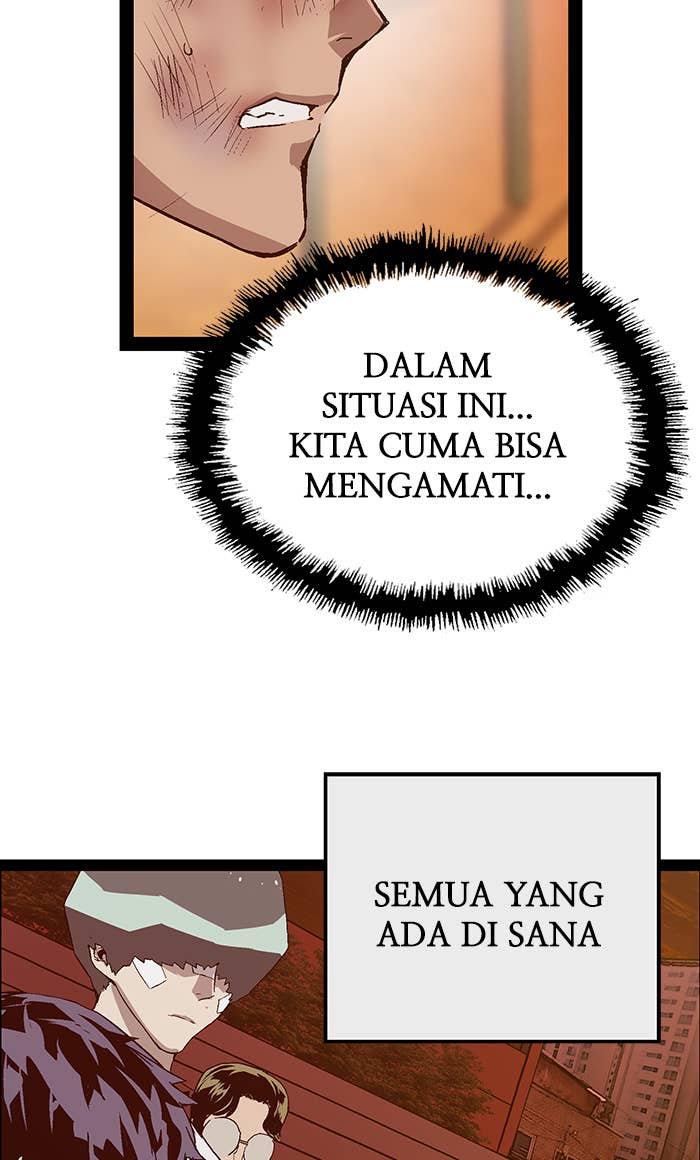 DALAM
SITUASI INI...
KITA CUMA BISA
MENGAMATI...
SEMUA YANG
ADA DI SANA